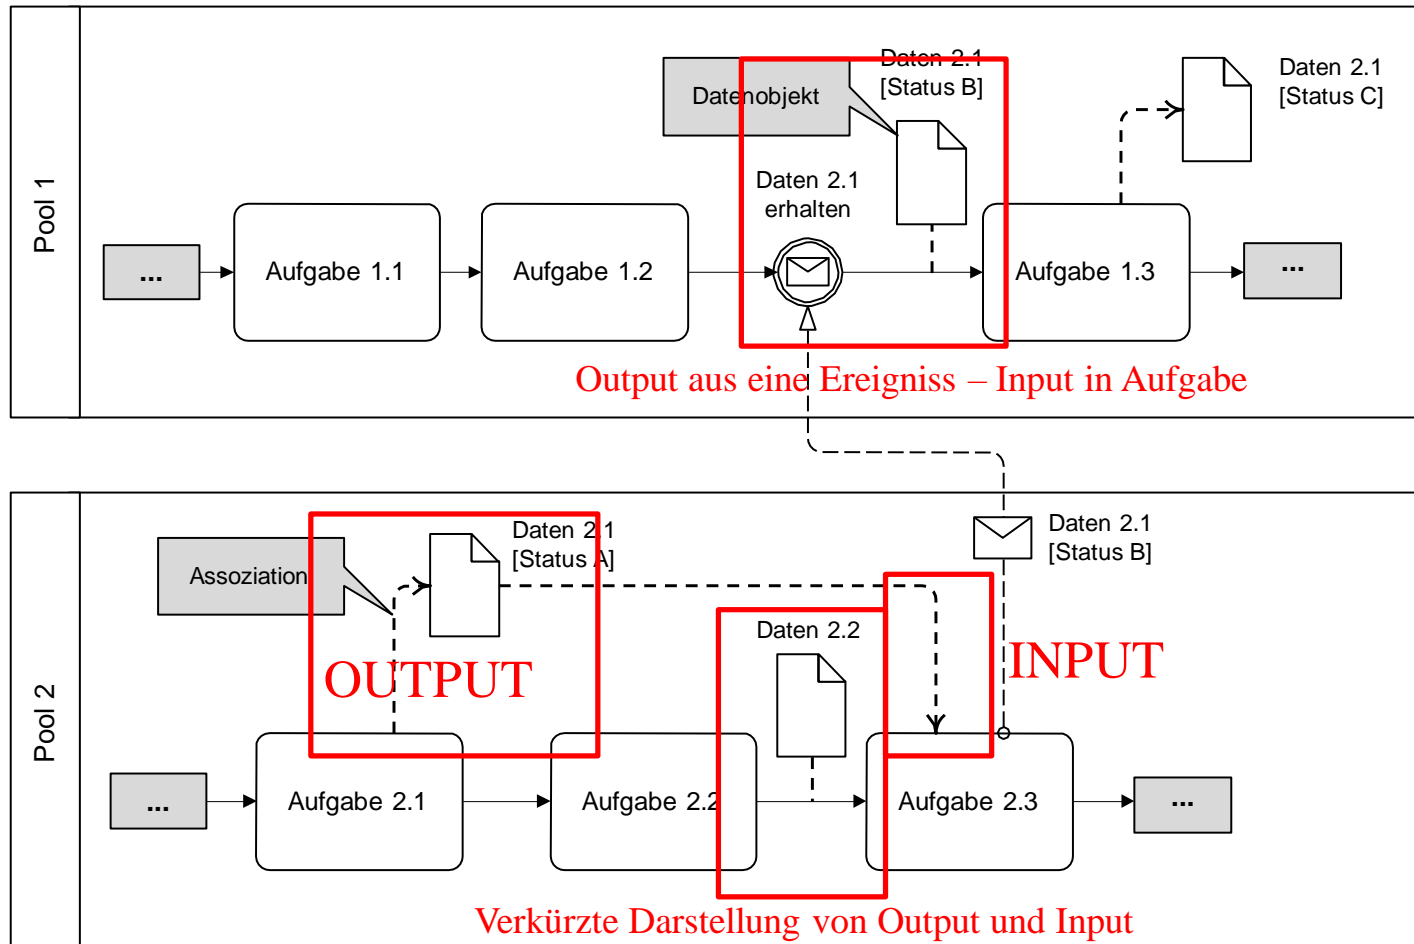 Pool 1
Datenobjekt
Daten 2.1
[Status B]
Daten 2.1
[Status C]
Daten 2.1
erhalten
...
Aufgabe 1.1
Aufgabe 1.2
Aufgabe 1.3
...
Output aus eine Ereigniss – Input in Aufgabe
Pool 2
Assoziation
Daten 2.1
[Status A]
Daten 2.1
[Status B]
Daten 2.2
OUTPUT
INPUT
...
Aufgabe 2.1
Aufgabe 2.2
Aufgabe 2.3
...
Verkürzte Darstellung von Output und Input